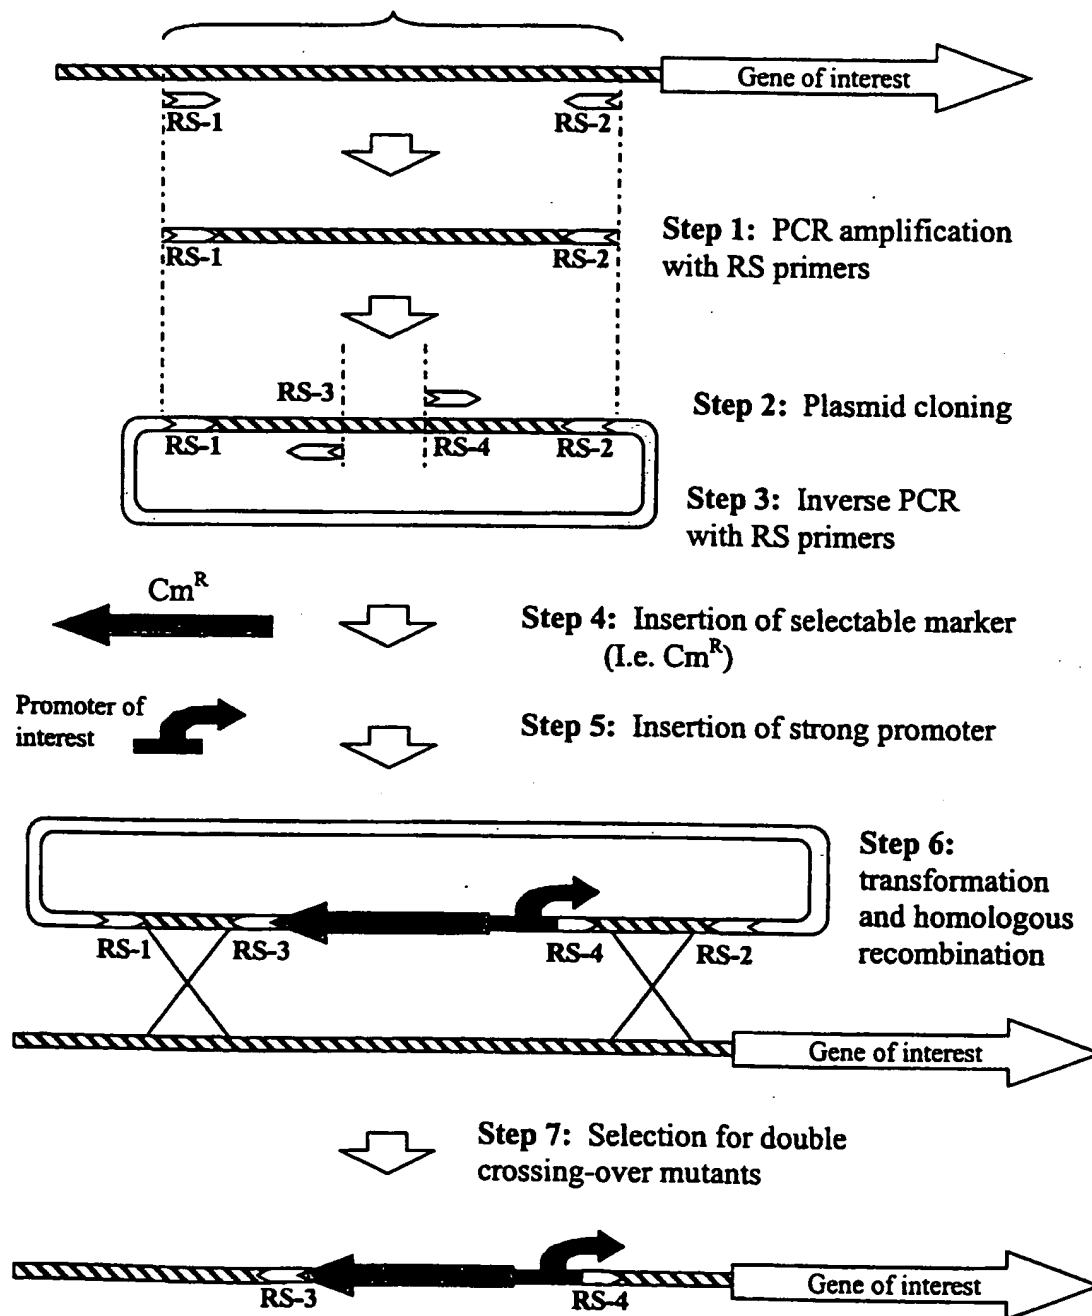 Gene of interest
RS-1
RS-2
RS-1
RS-2
Step 1: PCR amplification
with RS primers
RS-3
RS-1
RS-4
RS-2
Step 2: Plasmid cloning
Step 3: Inverse PCR
with RS primers
Cm^R
Step 4: Insertion of selectable marker
(I.e. Cm^R)
Promoter of
interest
Step 5: Insertion of strong promoter
Step 6:
transformation
and homologous
recombination
RS-1
RS-3
RS-4
RS-2
Gene of interest
Step 7: Selection for double
crossing-over mutants
RS-3
RS-4
Gene of interest